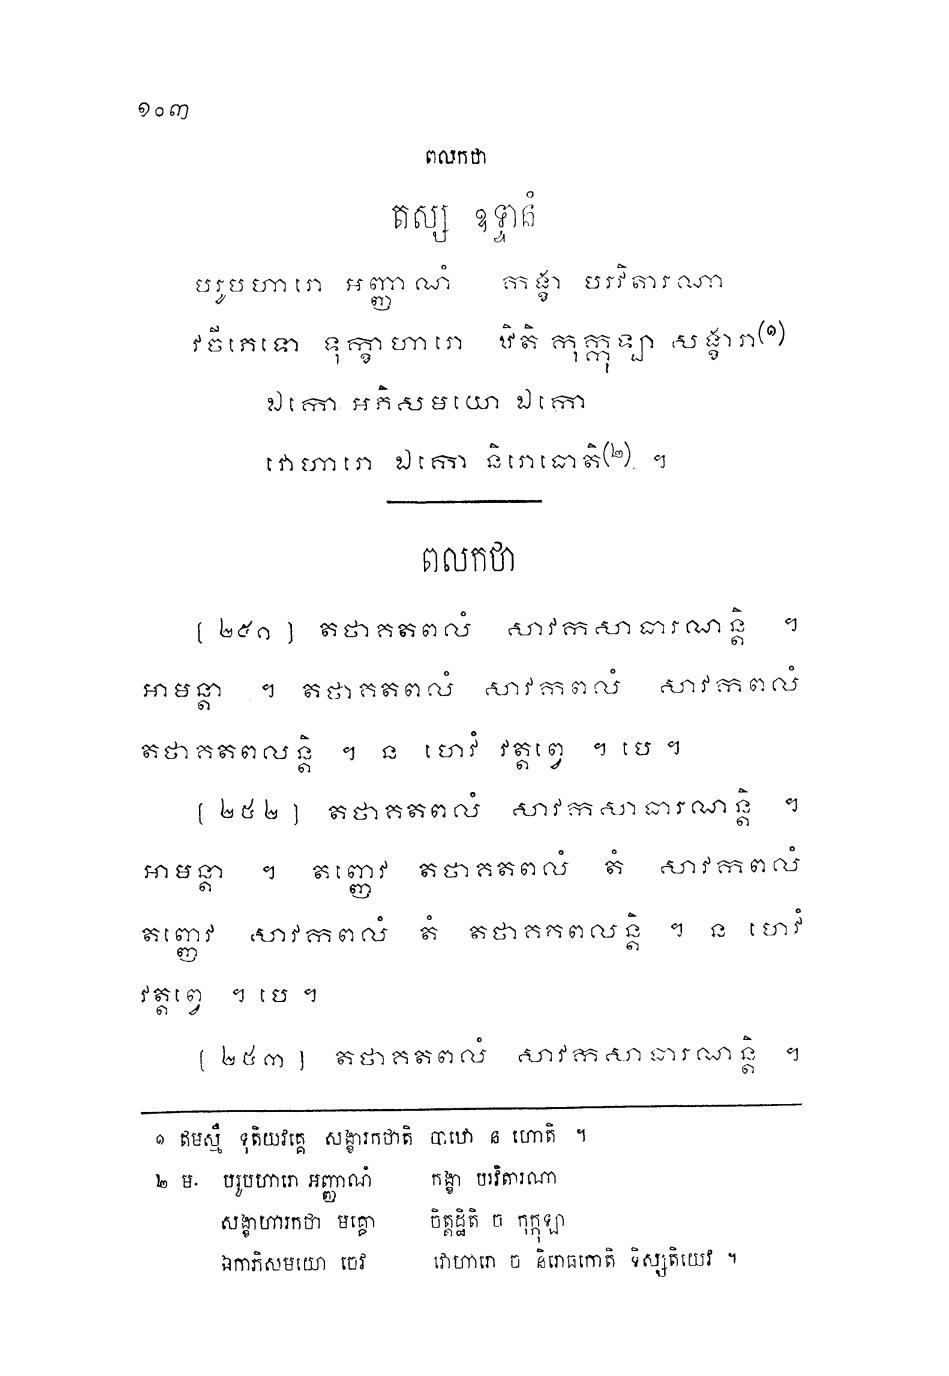 ១០៣
ពលកថា
តស្ស ឧទ្ទានំ
បរូបហារោ អញ្ញាណំ កង្ខា បរវិតារណា
វចីភេទោ ទុក្ខាហារោ ឋិតិ កុក្កុឡា សង្ខារា(១)
ឯកោ អភិសមយោ ឯកោ
វោហារោ ឯកោ និរោធោតិ(២) ។
ពលកថា
[២៥១] តថាគតពលំ សាវកសាធារណន្តិ ។
អាមន្តា ។ តថាគតពលំ សាវកពលំ សាវកពលំ
តថាគតពលន្តិ ។ ន ហេវំ វត្តព្វេ ។ បេ ។
[២៥២] តថាគតពលំ សាវកសាធារណន្តិ ។
អាមន្តា ។ តញ្ញេវ តថាគតពលំ តំ សាវកពលំ
តញ្ញេវ សាវកពលំ តំ តថាគតពលន្តិ ។ ន ហេវំ
វត្តព្វេ ។ បេ ។
[២៥៣] តថាគតពលំ សាវកសាធារណន្តិ ។
១ ឥមស្មឹ ទុតិយវគ្គេ សង្ខារកថាតិ បាឋោ ន ហោតិ ។
២ ម. បរូបហារោ អញ្ញាណំ កង្ខា បរវិតារណា
សង្ខាហារកថា មគ្គោ ចិត្តដ្ឋិតិ ច កុក្កុឡា
ឯកាភិសមយោ ចេវ វោហារោ ច និរោធកោតិ ទិស្សតិយេវ ។